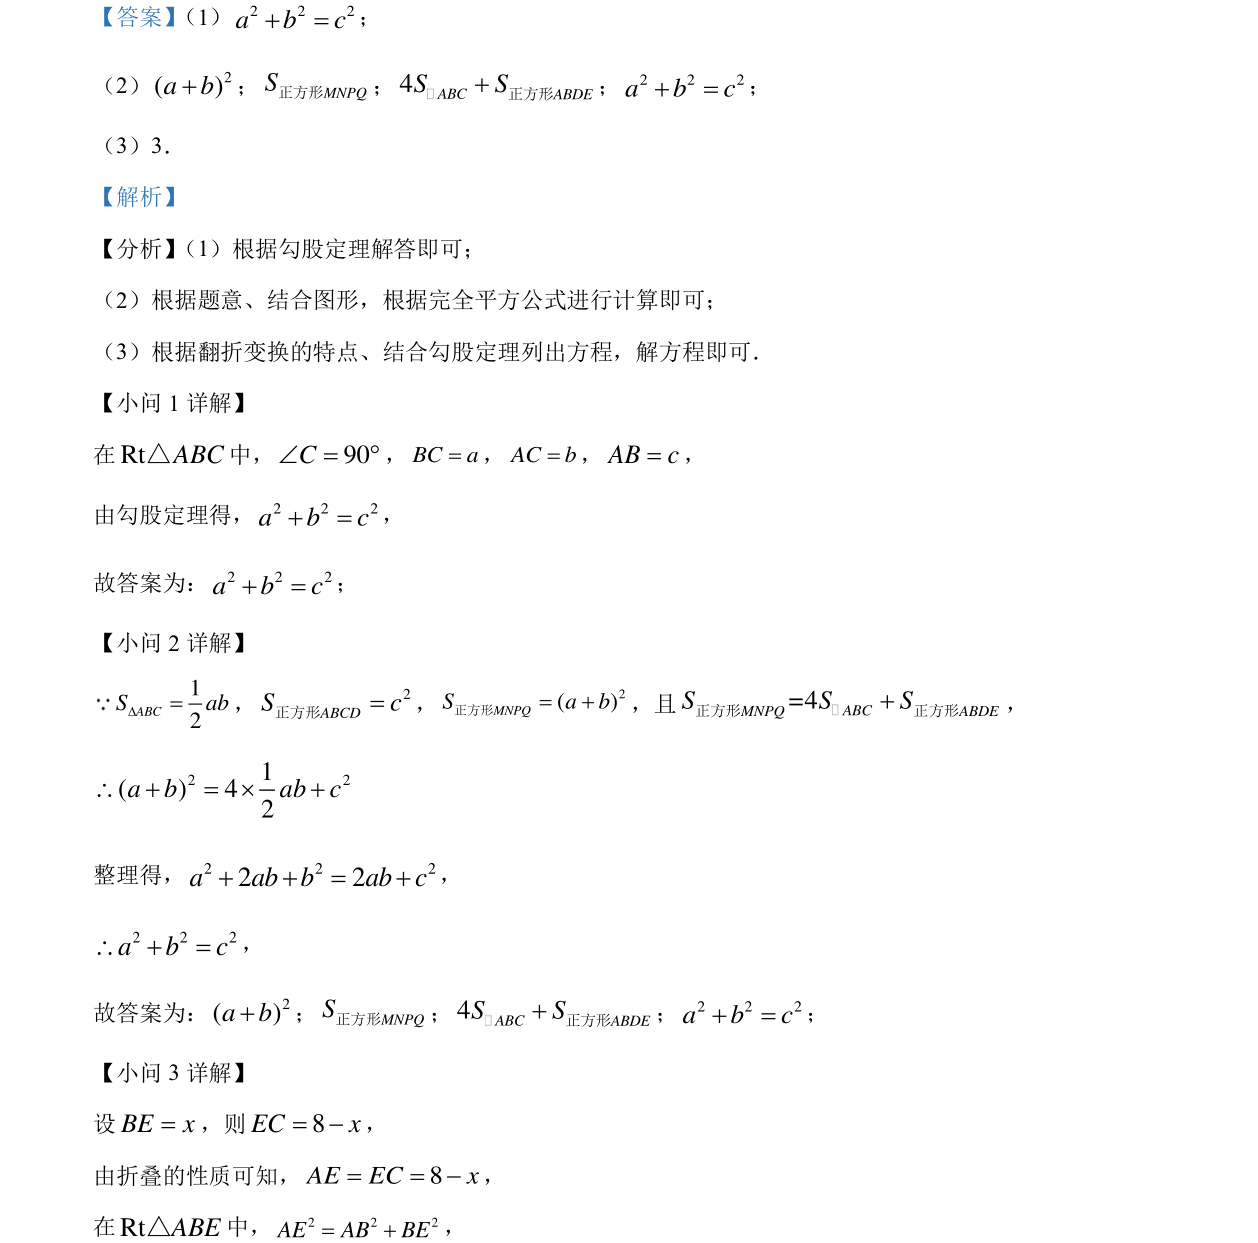 【答案】（1）a²+b²=c²；
（2）(a+b)²；S正方形MNPQ；4S□ABC+S正方形ABDE；a²+b²=c²；
（3）3．
【解析】
【分析】（1）根据勾股定理解答即可；
（2）根据题意、结合图形，根据完全平方公式进行计算即可；
（3）根据翻折变换的特点、结合勾股定理列出方程，解方程即可．
【小问 1 详解】
在Rt△ABC中，∠C=90°，BC=a，AC=b，AB=c，
由勾股定理得，a²+b²=c²，
故答案为：a²+b²=c²；
【小问 2 详解】
∵SΔABC=1/2ab，S正方形ABCD=c²，S正方形MNPQ=(a+b)²，且S正方形MNPQ=4S□ABC+S正方形ABDE，
∴(a+b)²=4×1/2ab+c²
整理得，a²+2ab+b²=2ab+c²，
∴a²+b²=c²，
故答案为：(a+b)²；S正方形MNPQ；4S□ABC+S正方形ABDE；a²+b²=c²；
【小问 3 详解】
设BE=x，则EC=8−x，
由折叠的性质可知，AE=EC=8−x，
在Rt△ABE中，AE²=AB²+BE²，